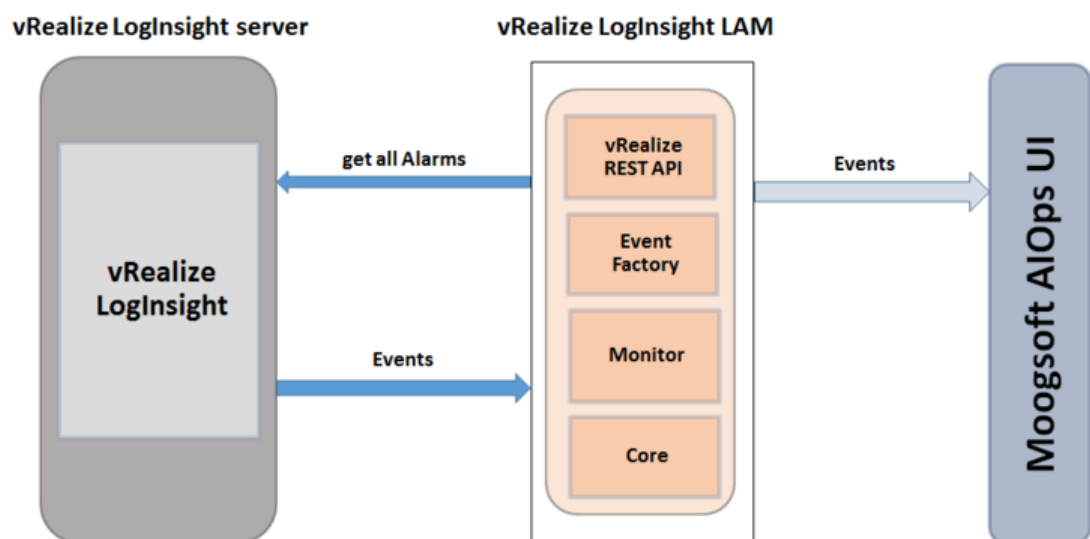 vRealize LogInsight server
vRealize LogInsight LAM
get all Alarms
vRealize
REST API
Events
Event
Factory
vRealize
LogInsight
Monitor
Events
Core
Moogsoft AIOps UI